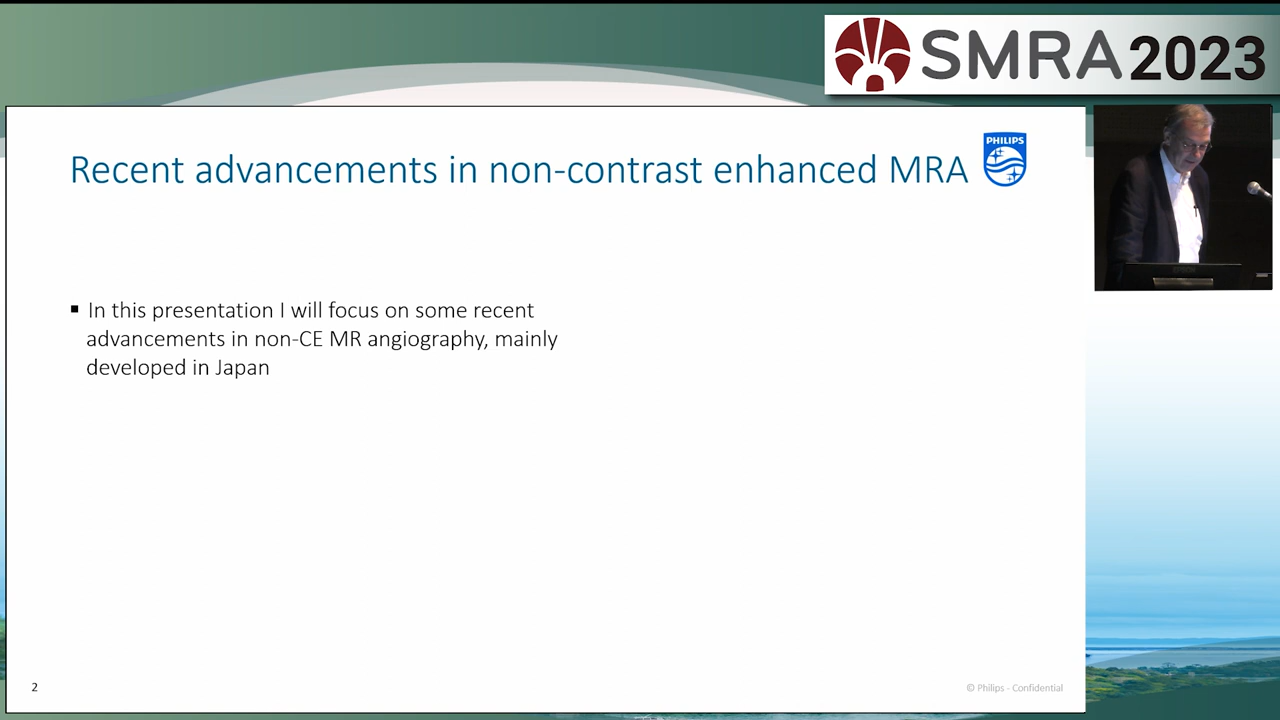 SMRA 2023
Recent advancements in non-contrast enhanced MRA
PHILIPS
▪ In this presentation I will focus on some recent
advancements in non-CE MR angiography, mainly
developed in Japan
2
© Philips - Confidential